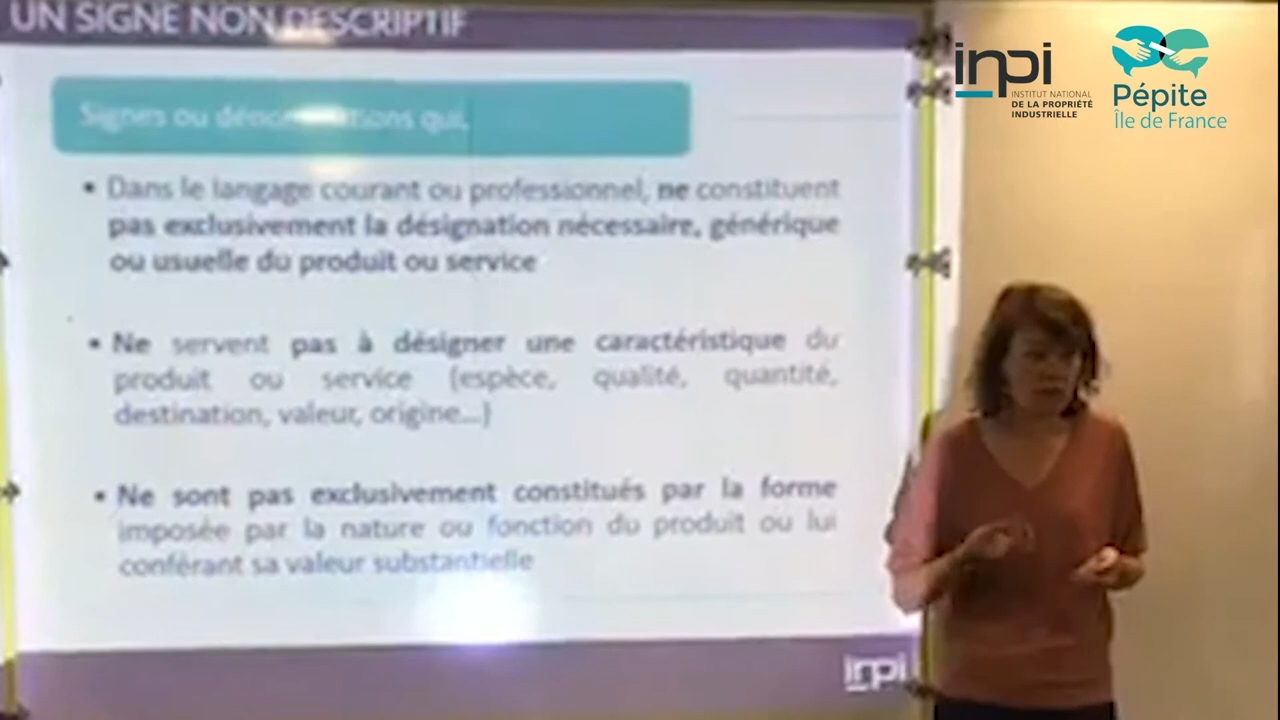 UN SIGNE NON DESCRIPTIF
Signes ou dénominations qui,
• Dans le langage courant ou professionnel, ne constituent
pas exclusivement la désignation nécessaire, générique
ou usuelle du produit ou service
• Ne servent pas à désigner une caractéristique du
produit ou service (espèce, qualité, quantité,
destination, valeur, origine...)
• Ne sont pas exclusivement constitués par la forme
imposée par la nature ou fonction du produit ou lui
conférant sa valeur substantielle
inpi
inpi
INSTITUT NATIONAL
DE LA PROPRIÉTÉ
INDUSTRIELLE
Pépite
Île de France